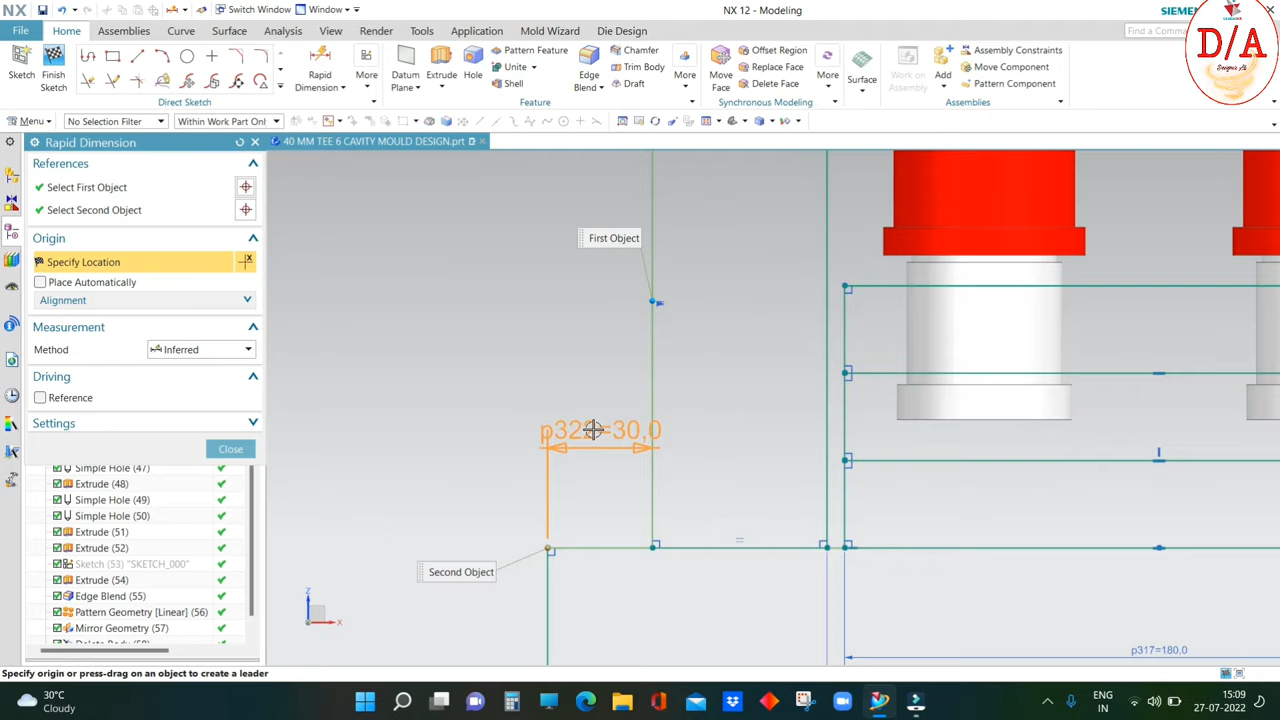 NX
Switch Window
Window
NX 12 - Modeling
SIEMENS
File
Home
Assemblies
Curve
Surface
Analysis
View
Render
Tools
Application
Mold Wizard
Die Design
Find a Comma
D/A
Sketch
Finish Sketch
Rapid Dimension
More
Datum Plane
Extrude
Hole
Pattern Feature
Unite
Shell
Edge Blend
Chamfer
Trim Body
Draft
More
Move Face
Offset Region
Replace Face
Delete Face
More
Surface
Work on Assembly
Add
Assembly Constraints
Move Component
Pattern Component
Direct Sketch
Feature
Synchronous Modeling
Assemblies
Menu
No Selection Filter
Within Work Part Onl
Rapid Dimension
40 MM TEE 6 CAVITY MOULD DESIGN.prt
References
Select First Object
Select Second Object
Origin
Specify Location
Place Automatically
Alignment
Measurement
Method
Inferred
Driving
Reference
Settings
Close
Simple Hole (47)
Extrude (48)
Simple Hole (49)
Simple Hole (50)
Extrude (51)
Extrude (52)
Sketch (53) "SKETCH_000"
Extrude (54)
Edge Blend (55)
Pattern Geometry [Linear] (56)
Mirror Geometry (57)
First Object
Second Object
Z
X
p317=180,0
Specify origin or press-drag on an object to create a leader
30°C
Cloudy
ENG
IN
15:09
27-07-2022